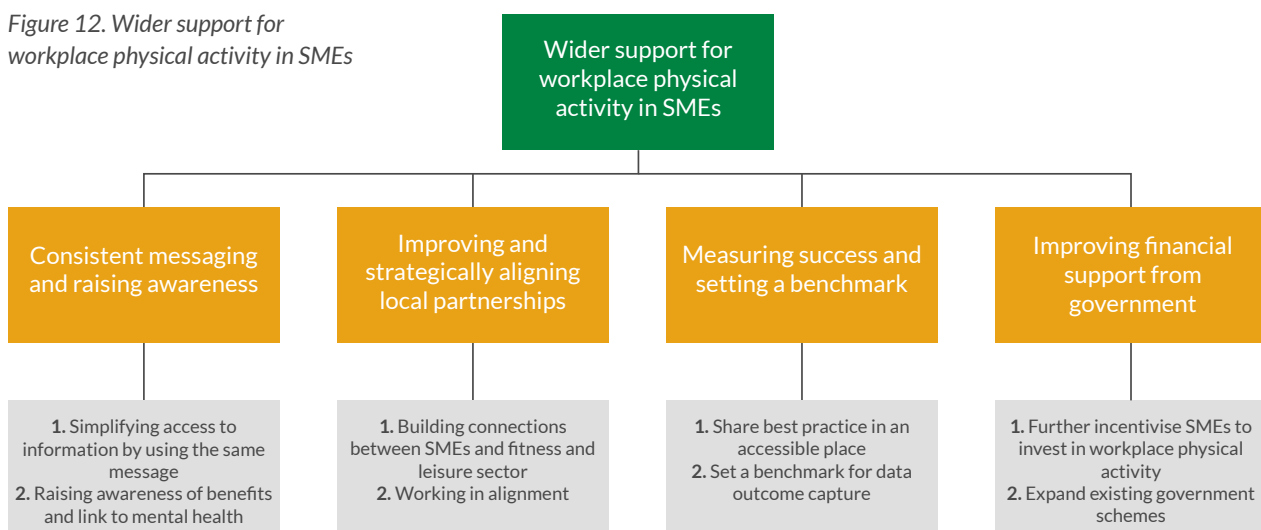 Figure 12. Wider support for
workplace physical activity in SMEs
Wider support for
workplace physical
activity in SMEs
Consistent messaging
and raising awareness
Improving and
strategically aligning
local partnerships
Measuring success and
setting a benchmark
Improving financial
support from
government
1. Simplifying access to
information by using the same
message
2. Raising awareness of benefits
and link to mental health
1. Building connections
between SMEs and fitness and
leisure sector
2. Working in alignment
1. Share best practice in an
accessible place
2. Set a benchmark for data
outcome capture
1. Further incentivise SMEs to
invest in workplace physical
activity
2. Expand existing government
schemes